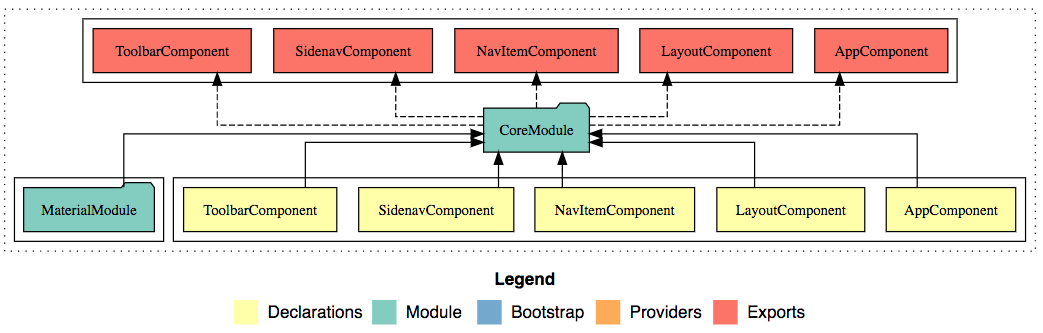 ToolbarComponent SidenavComponent NavItemComponent LayoutComponent AppComponent
CoreModule
MaterialModule ToolbarComponent SidenavComponent NavItemComponent LayoutComponent AppComponent
Legend
Declarations Module Bootstrap Providers Exports